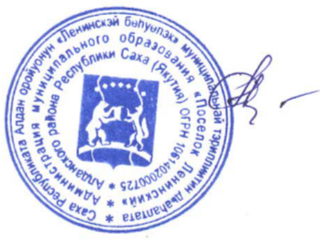 Саха Республиката Алдан оройуонун «Ленинскэй бөһүөлэк» муниципальнай тэриллиитин дьаһалтата
Администрация муниципального образования «Поселок Ленинский»
Алданского района Республики Саха (Якутия) ОГРН 1061402000725